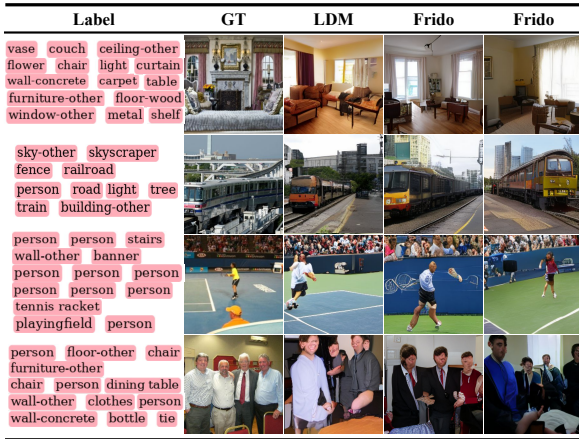 Label GT LDM Frido Frido
vase couch ceiling-other
flower chair light curtain
wall-concrete carpet table
furniture-other floor-wood
window-other metal shelf
sky-other skyscraper
fence railroad
person road light tree
train building-other
person person stairs
wall-other banner
person person person
person person person
tennis racket
playingfield person
person floor-other chair
furniture-other
chair person dining table
wall-other clothes person
wall-concrete bottle tie